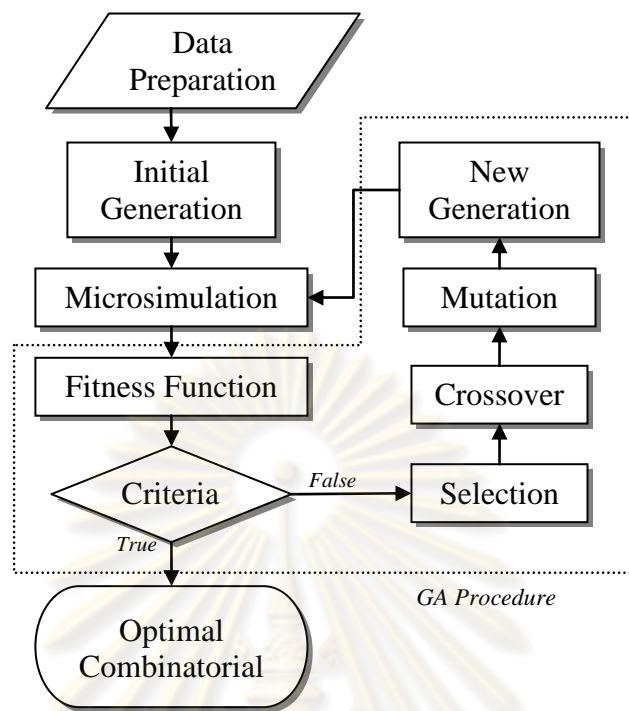 Data
Preparation
Initial
Generation
Microsimulation
Fitness Function
Criteria
True
False
Optimal
Combinatorial
Selection
Crossover
Mutation
New
Generation
GA Procedure